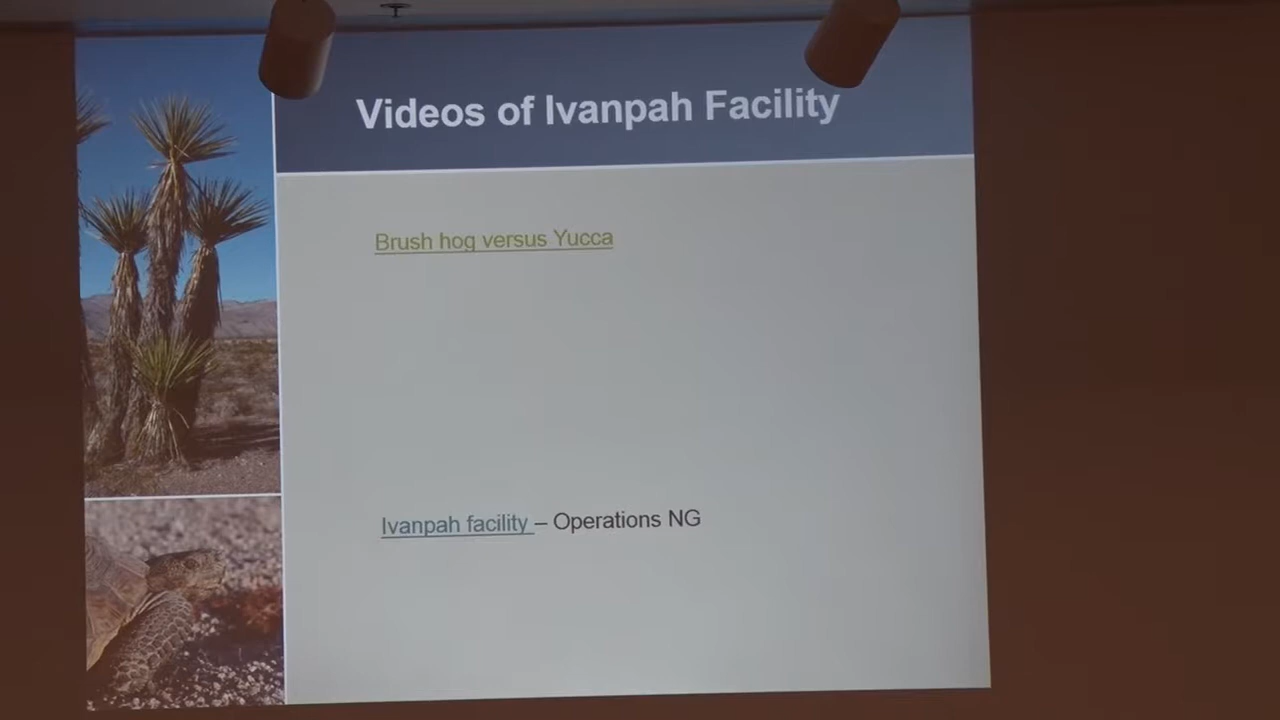 Videos of Ivanpah Facility
Brush hog versus Yucca
Ivanpah facility – Operations NG